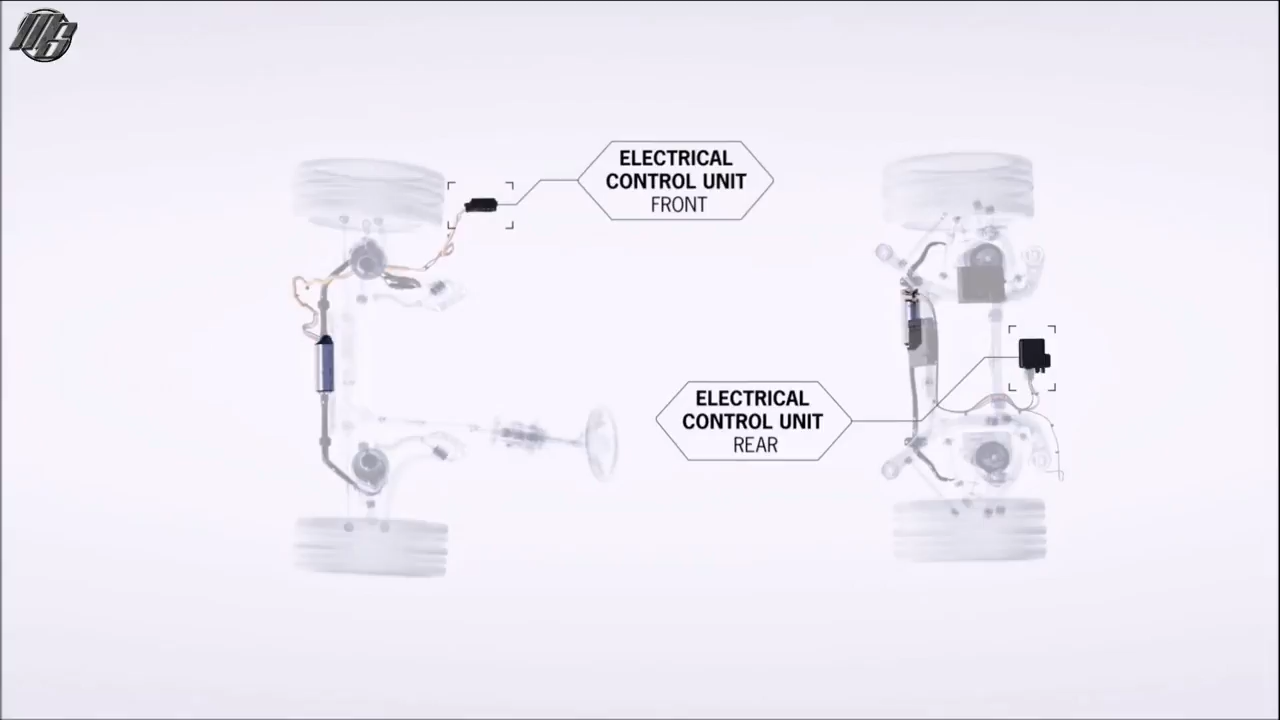 ELECTRICAL
CONTROL UNIT
FRONT
ELECTRICAL
CONTROL UNIT
REAR